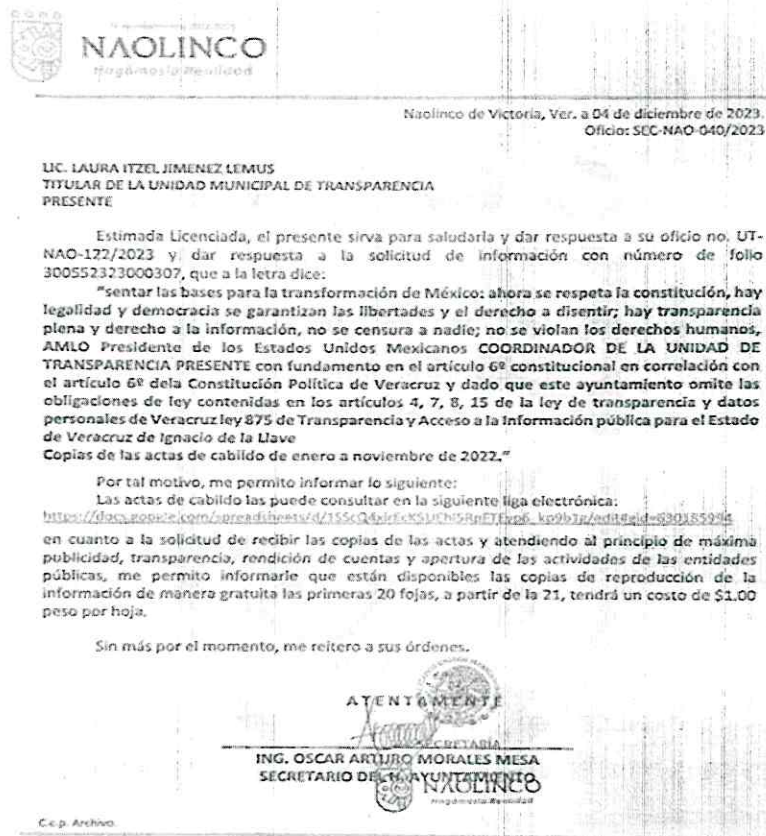 NAOLINCO
Hagámosla Realidad
Naolinco de Victoria, Ver. a 04 de diciembre de 2023.
Oficio: SEC-NAO-040/2023
LIC. LAURA ITZEL JIMENEZ LEMUS
TITULAR DE LA UNIDAD MUNICIPAL DE TRANSPARENCIA
PRESENTE
Estimada Licenciada, el presente sirva para saludarla y dar respuesta a su oficio no. UT-
NAO-122/2023 y dar respuesta a la solicitud de información con número de folio
300552323000307, que a la letra dice:
"sentar las bases para la transformación de México: ahora se respeta la constitución, hay
legalidad y democracia se garantizan las libertades y el derecho a disentir; hay transparencia
plena y derecho a la información, no se censura a nadie; no se violan los derechos humanos,
AMLO Presidente de los Estados Unidos Mexicanos COORDINADOR DE LA UNIDAD DE
TRANSPARENCIA PRESENTE con fundamento en el artículo 6º constitucional en correlación con
el artículo 6º dela Constitución Política de Veracruz y dado que este ayuntamiento omite las
obligaciones de ley contenidas en los artículos 4, 7, 8, 15 de la ley de transparencia y datos
personales de Veracruz ley 875 de Transparencia y Acceso a la Información pública para el Estado
de Veracruz de Ignacio de la Llave
Copias de las actas de cabildo de enero a noviembre de 2022."
Por tal motivo, me permito informar lo siguiente:
Las actas de cabildo las puede consultar en la siguiente liga electrónica:
en cuanto a la solicitud de recibir las copias de las actas y atendiendo al principio de máxima
publicidad, transparencia, rendición de cuentas y apertura de las actividades de las entidades
públicas, me permito informarle que están disponibles las copias de reproducción de la
información de manera gratuita las primeras 20 fojas, a partir de la 21, tendrá un costo de $1.00
peso por hoja.
Sin más por el momento, me reitero a sus órdenes.
ATENTAMENTE
SECRETARÍA
ING. OSCAR ARTURO MORALES MESA
SECRETARIO DEL H. AYUNTAMIENTO
NAOLINCO
Hagámosla Realidad
C.c.p. Archivo.